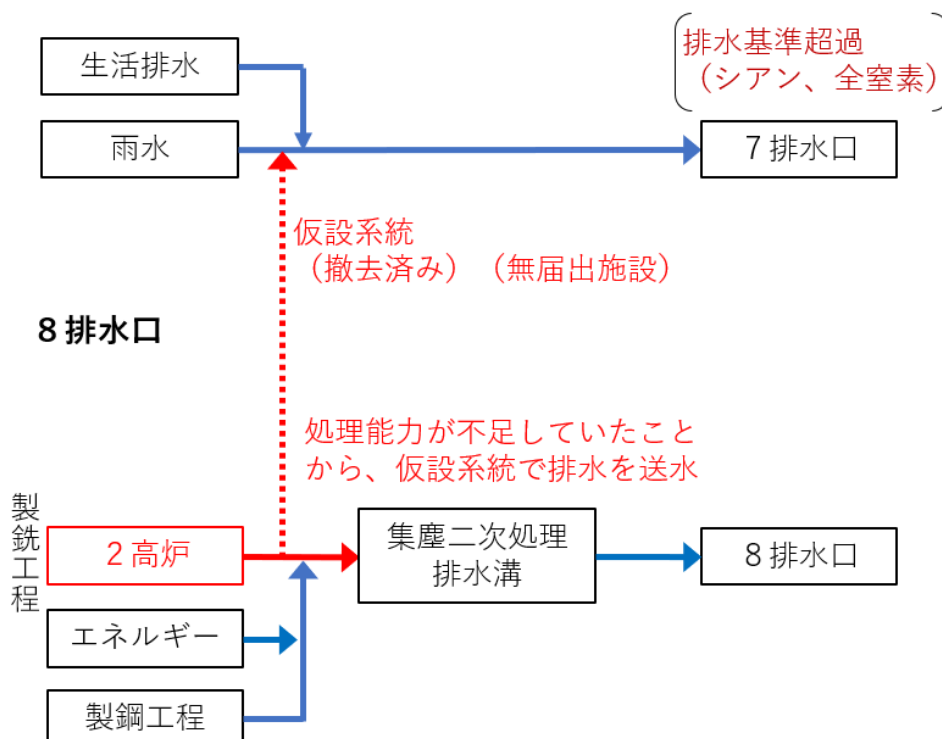 生活排水
排水基準超過
（シアン、全窒素）
雨水
７排水口
仮設系統
（撤去済み）（無届出施設）
８排水口
処理能力が不足していたこと
から、仮設系統で排水を送水
製銑工程
２高炉
集塵二次処理
排水溝
８排水口
エネルギー
製鋼工程